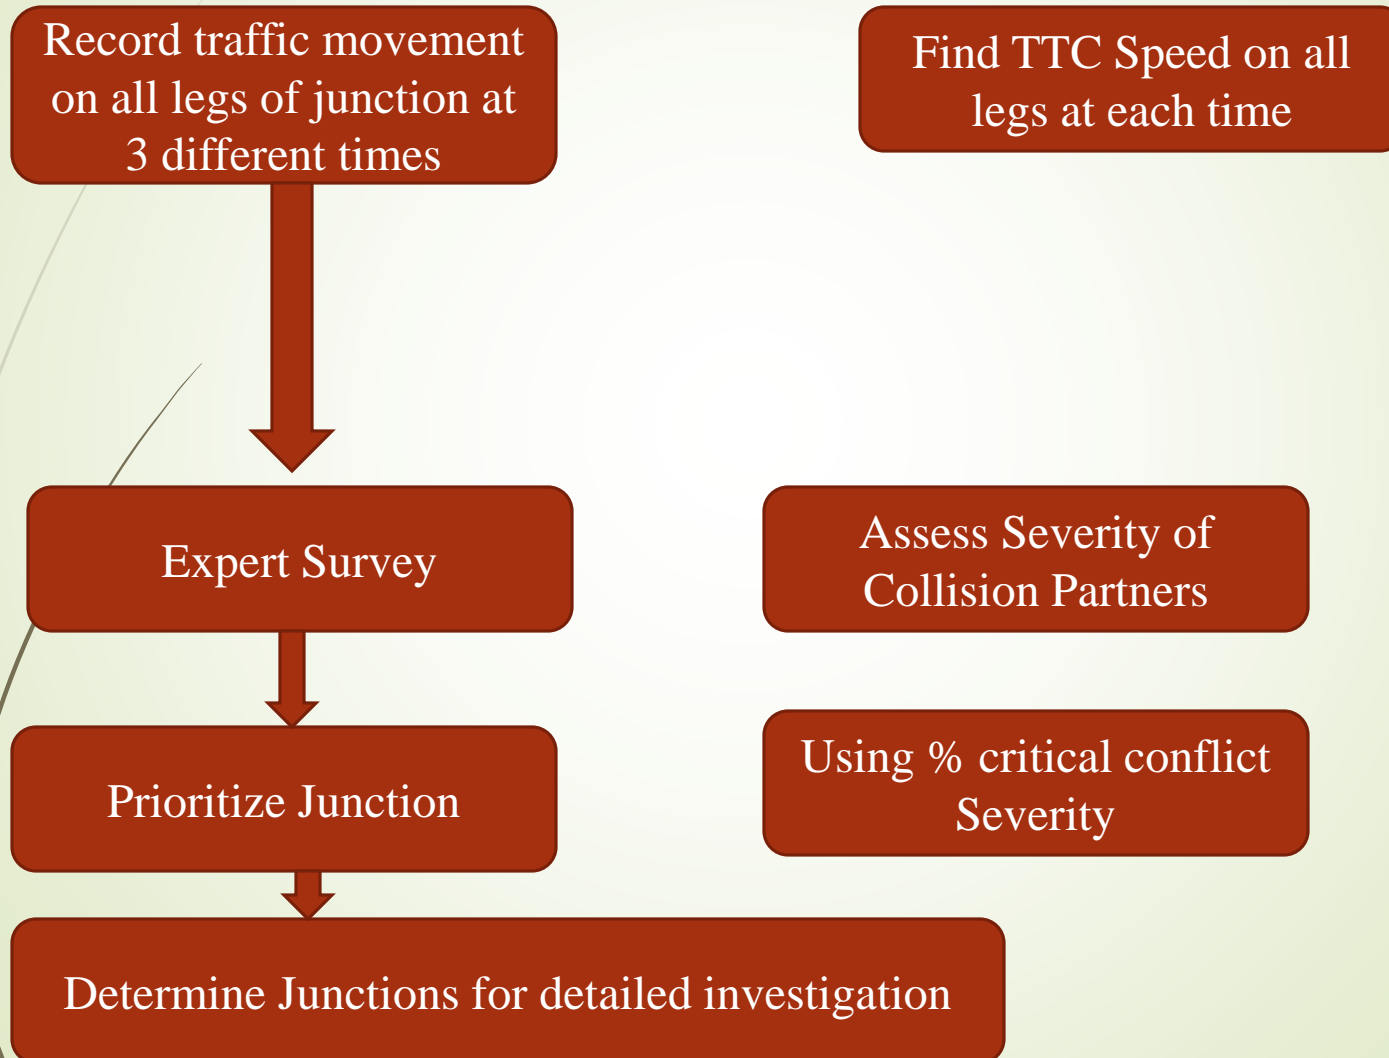 Record traffic movement
on all legs of junction at
3 different times
Find TTC Speed on all
legs at each time
Expert Survey
Assess Severity of
Collision Partners
Prioritize Junction
Using % critical conflict
Severity
Determine Junctions for detailed investigation